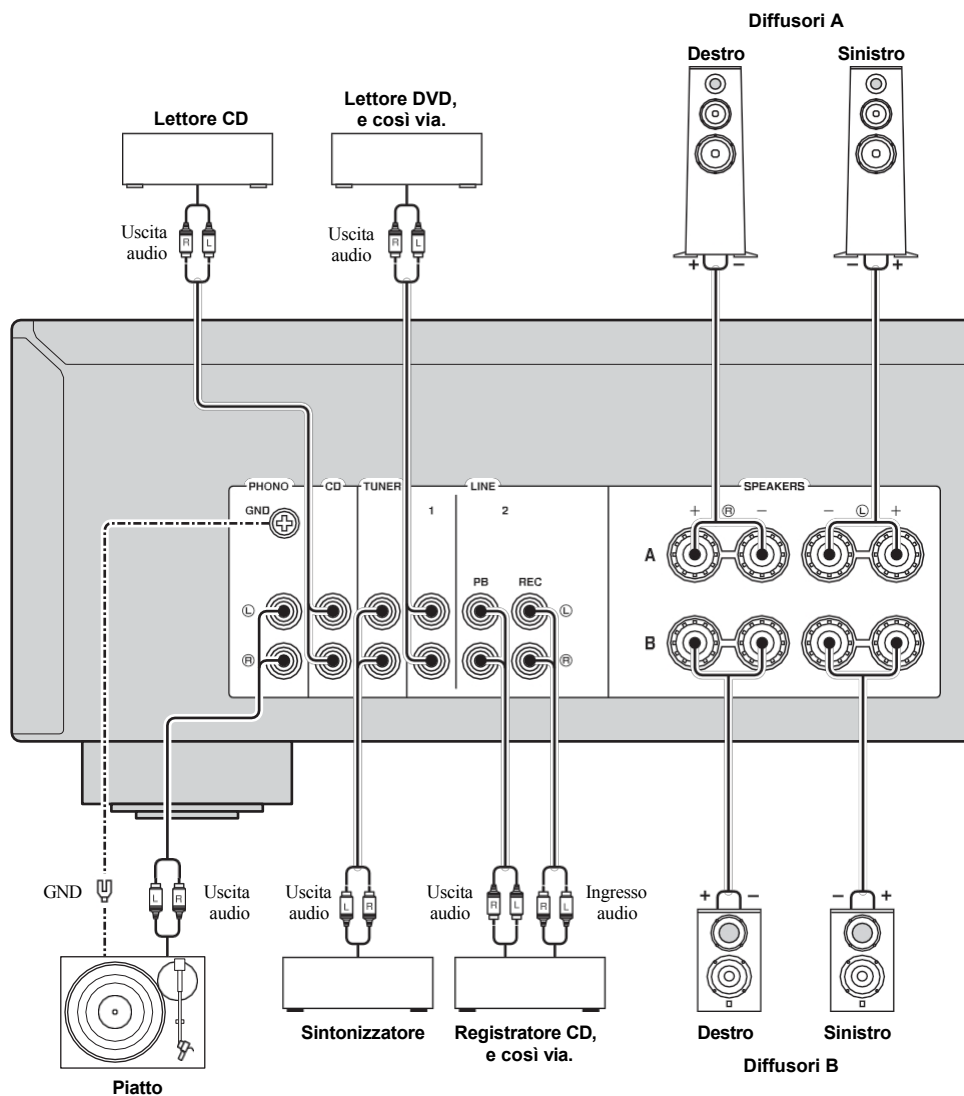 Diffusori A
Destro
Sinistro
Lettore CD
Lettore DVD,
e così via.
Uscita
audio
R
L
Uscita
audio
R
L
+
−
−
+
PHONO
CD
TUNER
LINE
SPEAKERS
GND
1
2
+
R
−
−
L
+
A
PB
REC
L
L
B
R
R
GND
L
R
Uscita
audio
Uscita
audio
L
R
Uscita
audio
R
L
L
R
Ingresso
audio
+
−
−
+
Piatto
Sintonizzatore
Registratore CD,
e così via.
Destro
Sinistro
Diffusori B